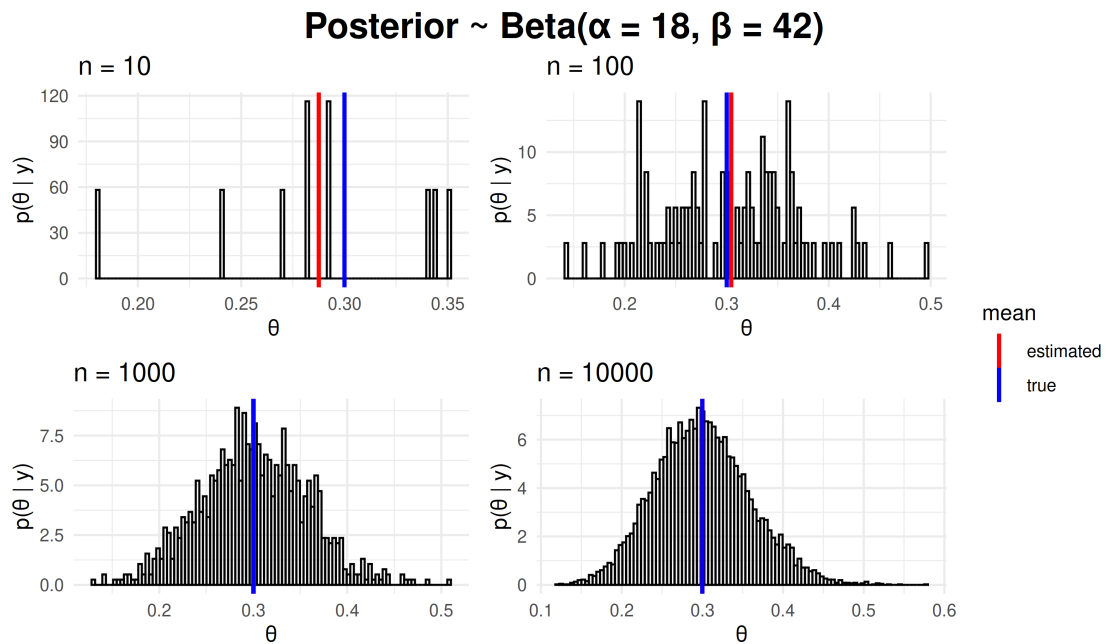 Posterior ~ Beta(α = 18, β = 42)
n = 10
p(θ | y)
120
90
60
30
0
0.20 0.25 0.30 0.35
θ
n = 100
p(θ | y)
10
5
0
0.2 0.3 0.4 0.5
θ
n = 1000
p(θ | y)
7.5
5.0
2.5
0.0
0.2 0.3 0.4 0.5
θ
n = 10000
p(θ | y)
6
4
2
0
0.1 0.2 0.3 0.4 0.5 0.6
θ
mean
estimated
true